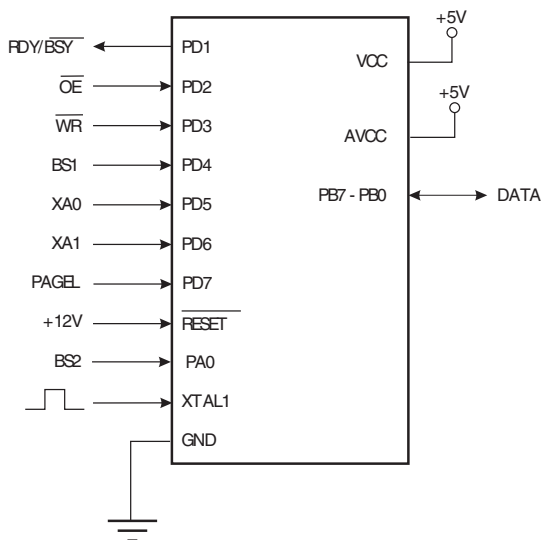 +5V
RDY/BSY PD1
VCC
OE PD2
+5V
WR PD3
AVCC
BS1 PD4
XA0 PD5 PB7 - PB0 DATA
XA1 PD6
PAGEL PD7
+12V RESET
BS2 PA0
XTAL1
GND